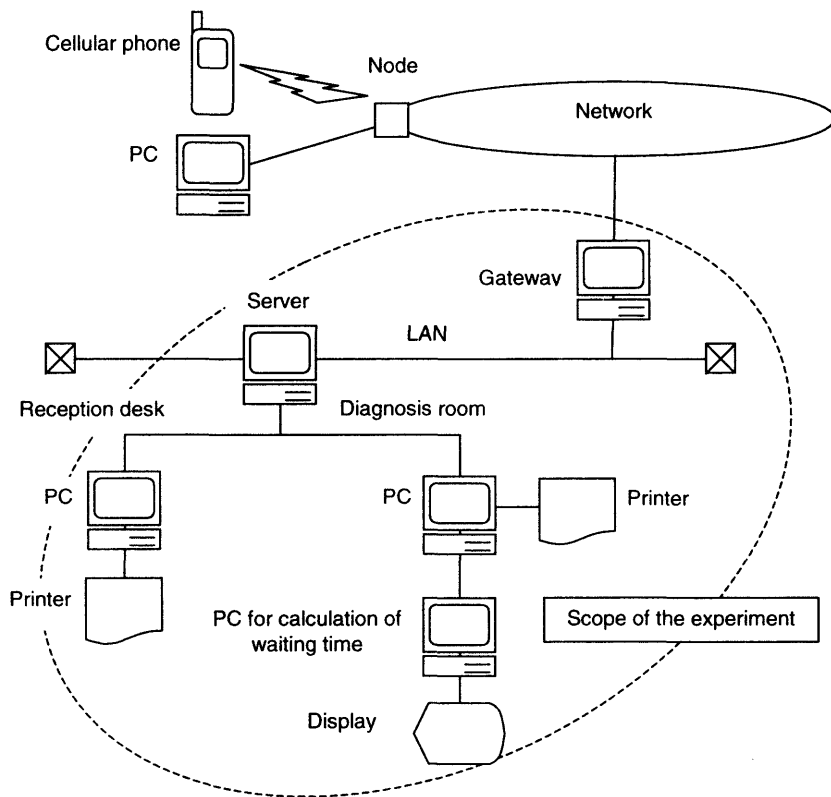 Cellular phone
Node
Network
PC
Gatewav
Server
LAN
Reception desk
Diagnosis room
PC
PC
Printer
Printer
PC for calculation of
waiting time
Scope of the experiment
Display